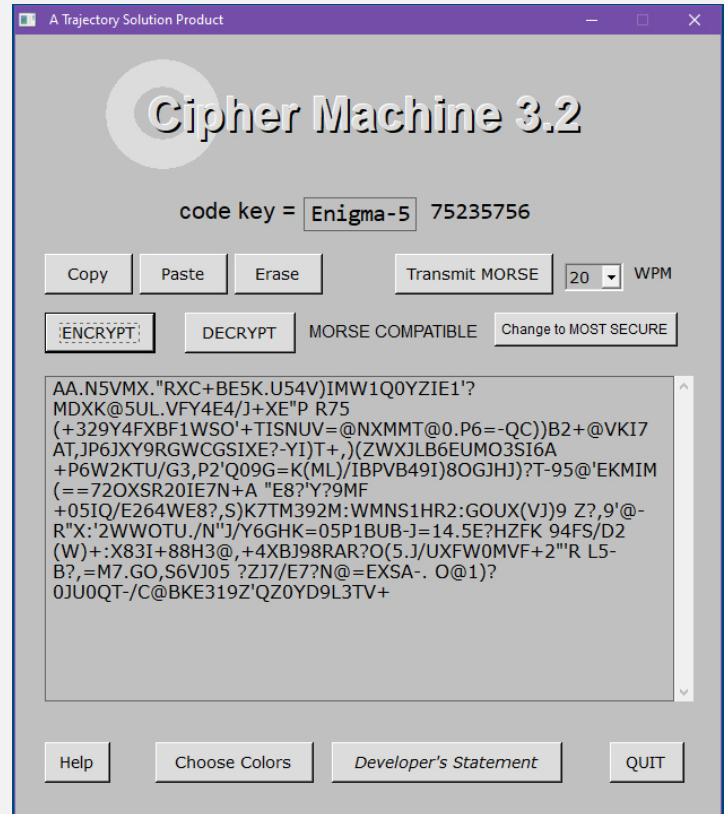 A Trajectory Solution Product
Cipher Machine 3.2
code key = Enigma-5 75235756
Copy Paste Erase Transmit MORSE 20 WPM
ENCRYPT DECRYPT MORSE COMPATIBLE Change to MOST SECURE
AA.N5VMX."RXC+BE5K.U54V)IMW1Q0YZIE1'?
MDXK@5UL.VFY4E4/J+XE"P R75
(+329Y4FXBF1WSO'+TISNUV=@NXMMT@0.P6=-QC))B2+@VKI7
AT,JP6JXY9RGWCGSIXE?-YI)T+,)(ZWXJLB6EUMO3SI6A
+P6W2KTU/G3,P2'Q09G=K(ML)/IBPVB49I)8OGJHJ)?T-95@'EKMIM
(==72OXSR20IE7N+A "E8?'Y?9MF
+05IQ/E264WE8?,S)K7TM392M:WMNS1HR2:GOUX(VJ)9 Z?,9'@-
R"X:'2WWOTU./N"J/Y6GHK=05P1BUB-J=14.5E?HZFK 94FS/D2
(W)+:X83I+88H3@,+4XBJ98RAR?O(5.J/UXFW0MVF+2"'R L5-
B?,=M7.GO,S6VJ05 ?ZJ7/E7?N@=EXSA-. O@1)?
0JU0QT-/C@BKE319Z'QZ0YD9L3TV+
Help Choose Colors Developer's Statement QUIT